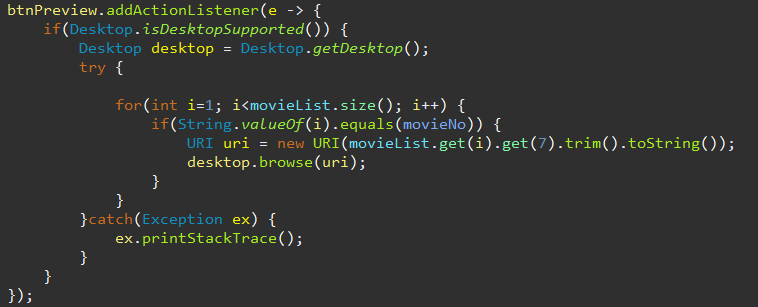 btnPreview.addActionListener(e -> {
    if(Desktop.isDesktopSupported()) {
        Desktop desktop = Desktop.getDesktop();
        try {
            for(int i=1; i<movieList.size(); i++) {
                if(String.valueOf(i).equals(movieNo)) {
                    URI uri = new URI(movieList.get(i).get(7).trim().toString());
                    desktop.browse(uri);
                }
            }
        }catch(Exception ex) {
            ex.printStackTrace();
        }
    }
});